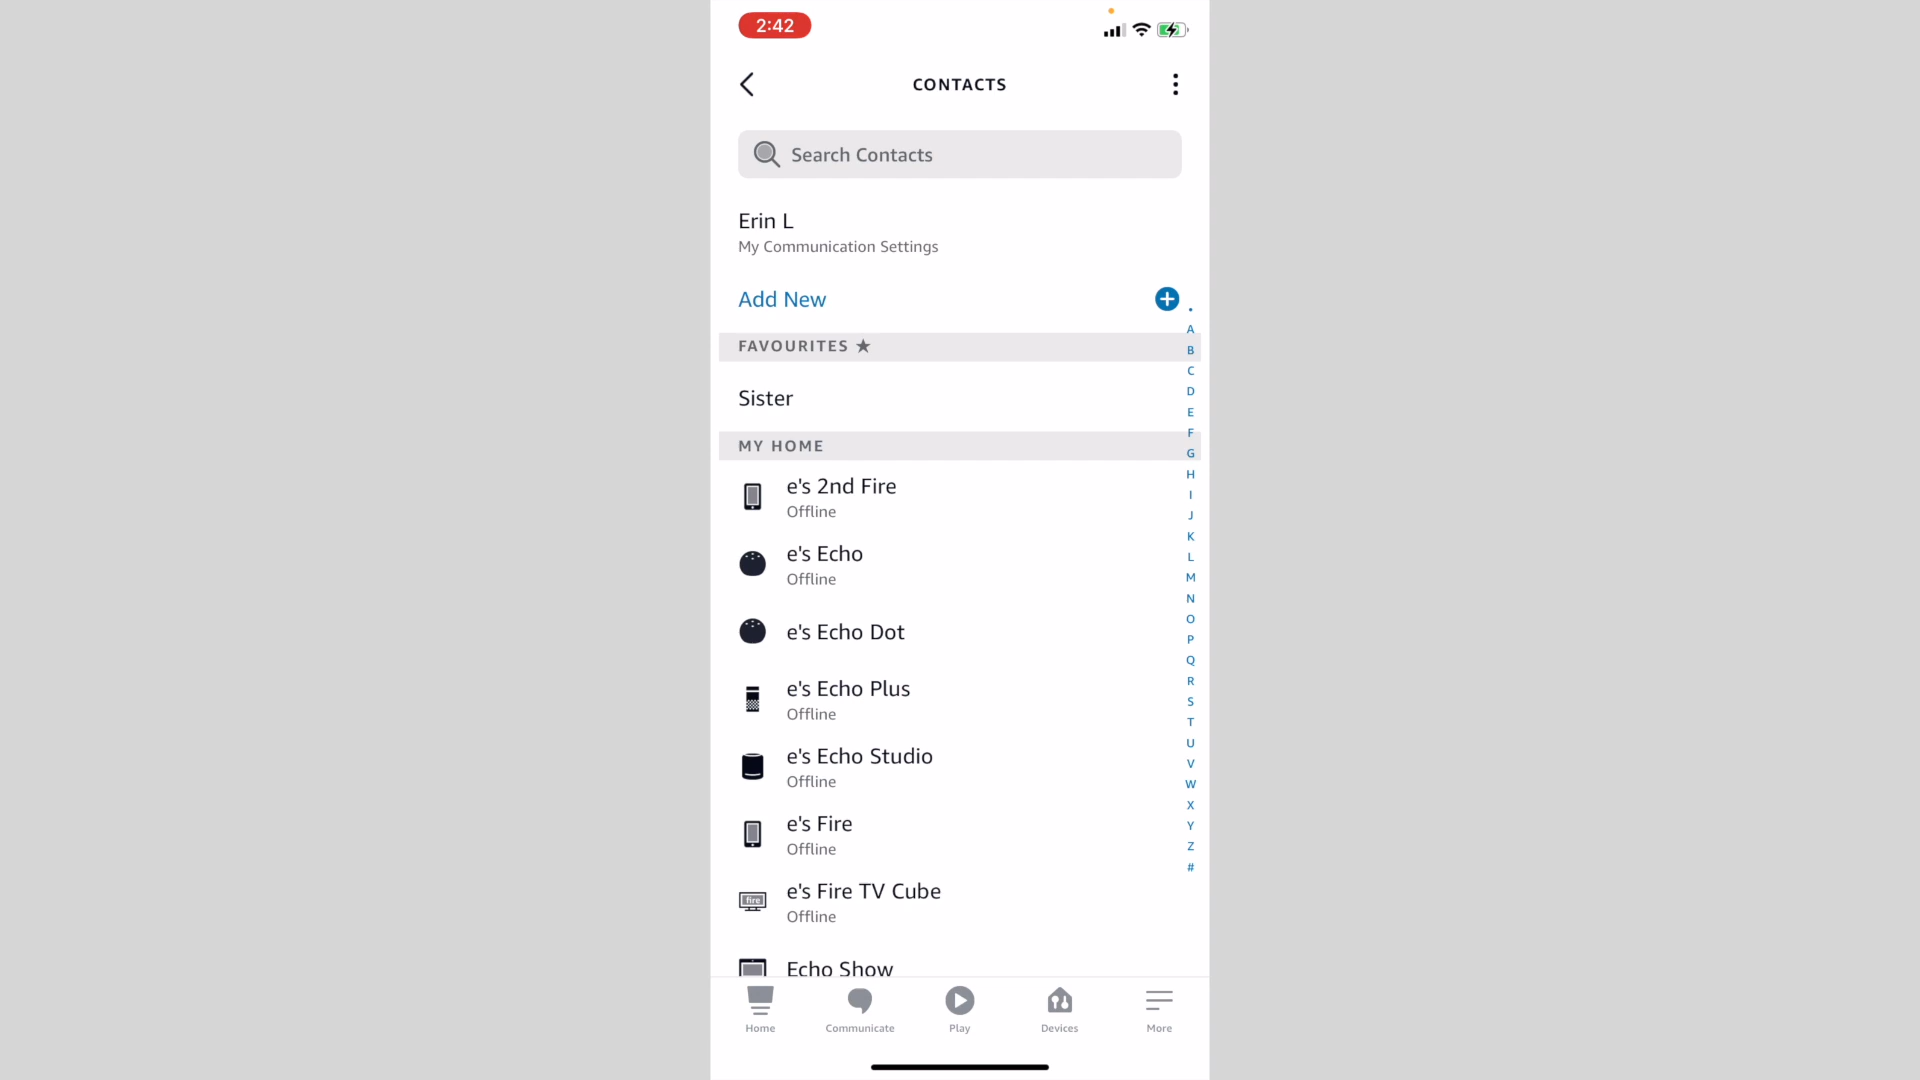 2:42
CONTACTS
Search Contacts
Erin L
My Communication Settings
Add New
FAVOURITES ★
Sister
MY HOME
e's 2nd Fire
Offline
e's Echo
Offline
e's Echo Dot
e's Echo Plus
Offline
e's Echo Studio
Offline
e's Fire
Offline
fire
e's Fire TV Cube
Offline
Echo Show
A
B
C
D
E
F
G
H
I
J
K
L
M
N
O
P
Q
R
S
T
U
V
W
X
Y
Z
#
Home
Communicate
Play
Devices
More